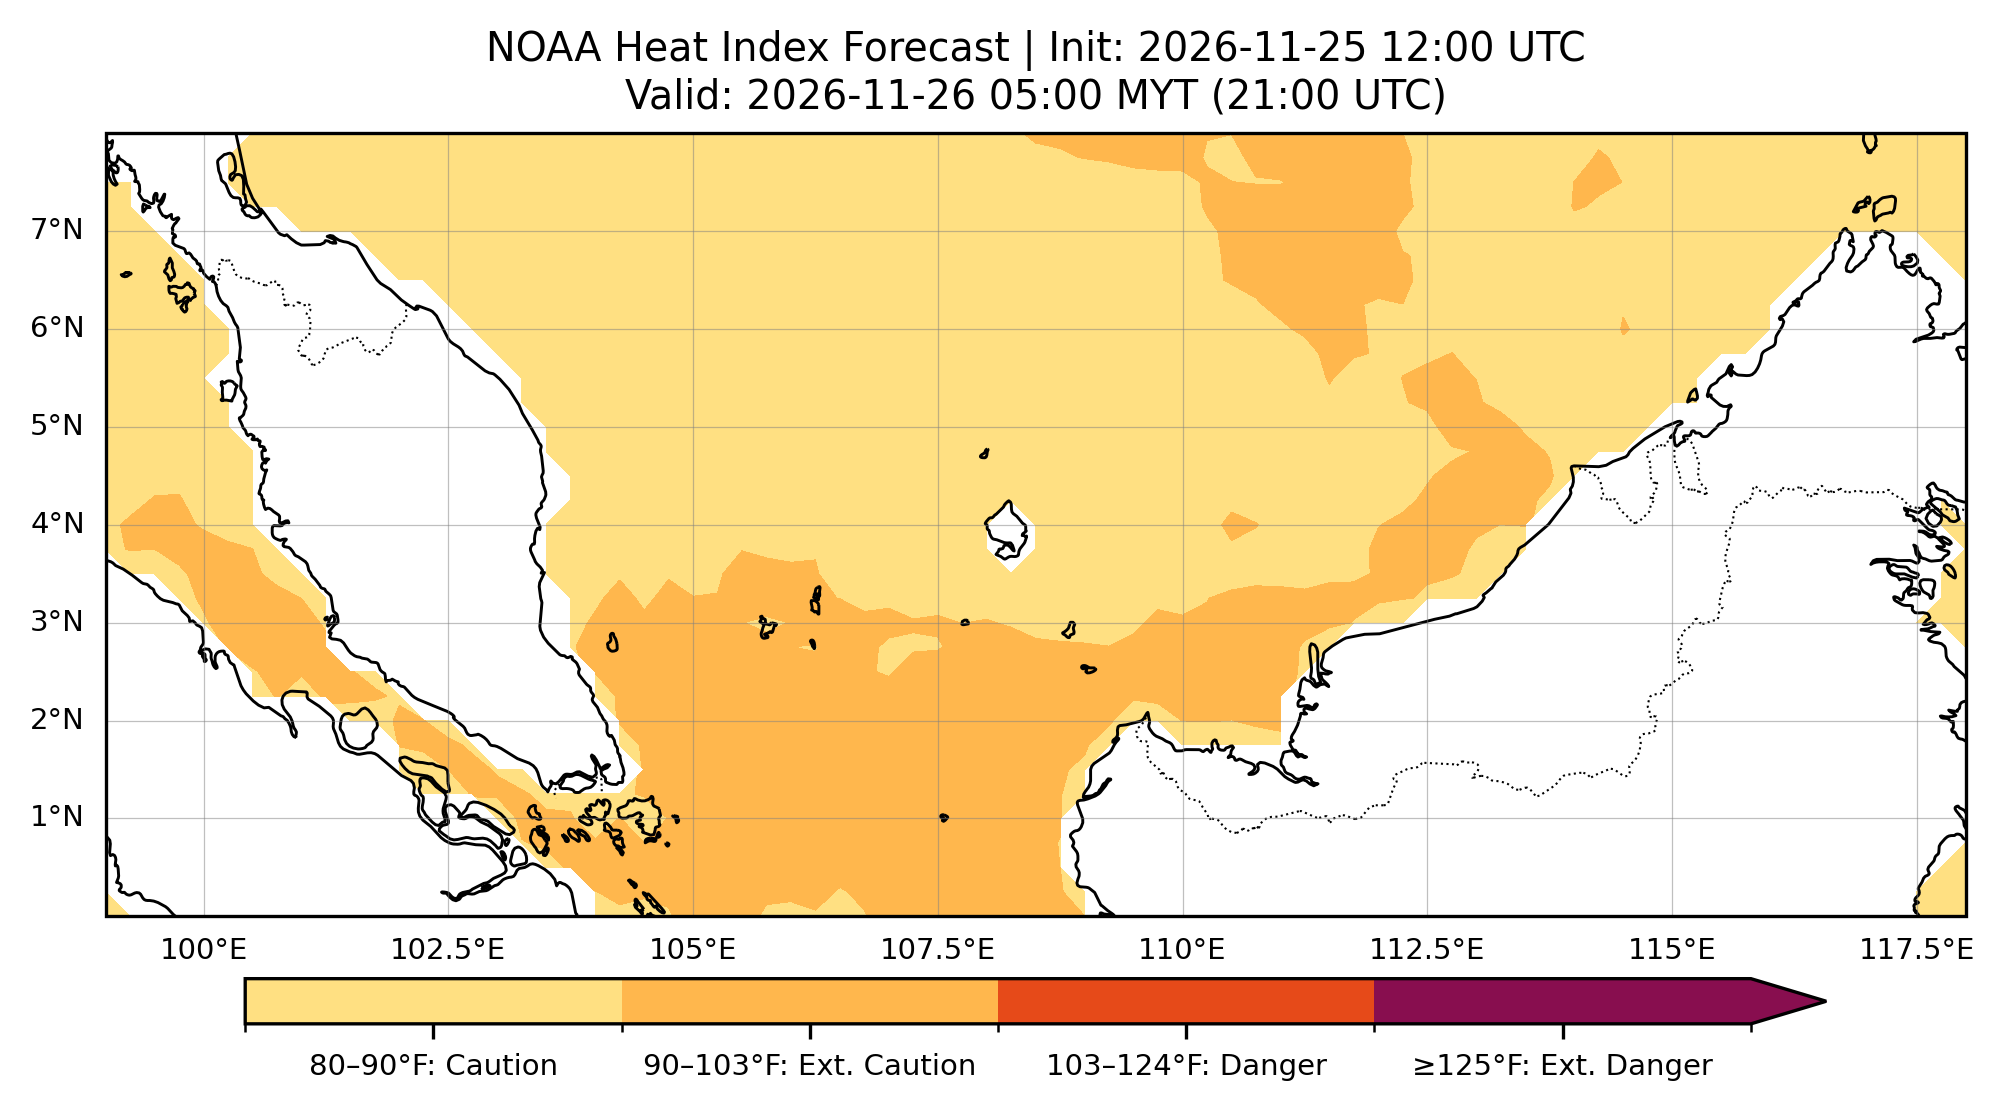 NOAA Heat Index Forecast | Init: 2026-11-25 12:00 UTC
Valid: 2026-11-26 05:00 MYT (21:00 UTC)
7°N
6°N
5°N
4°N
3°N
2°N
1°N
100°E 102.5°E 105°E 107.5°E 110°E 112.5°E 115°E 117.5°E
80–90°F: Caution 90–103°F: Ext. Caution 103–124°F: Danger ≥125°F: Ext. Danger